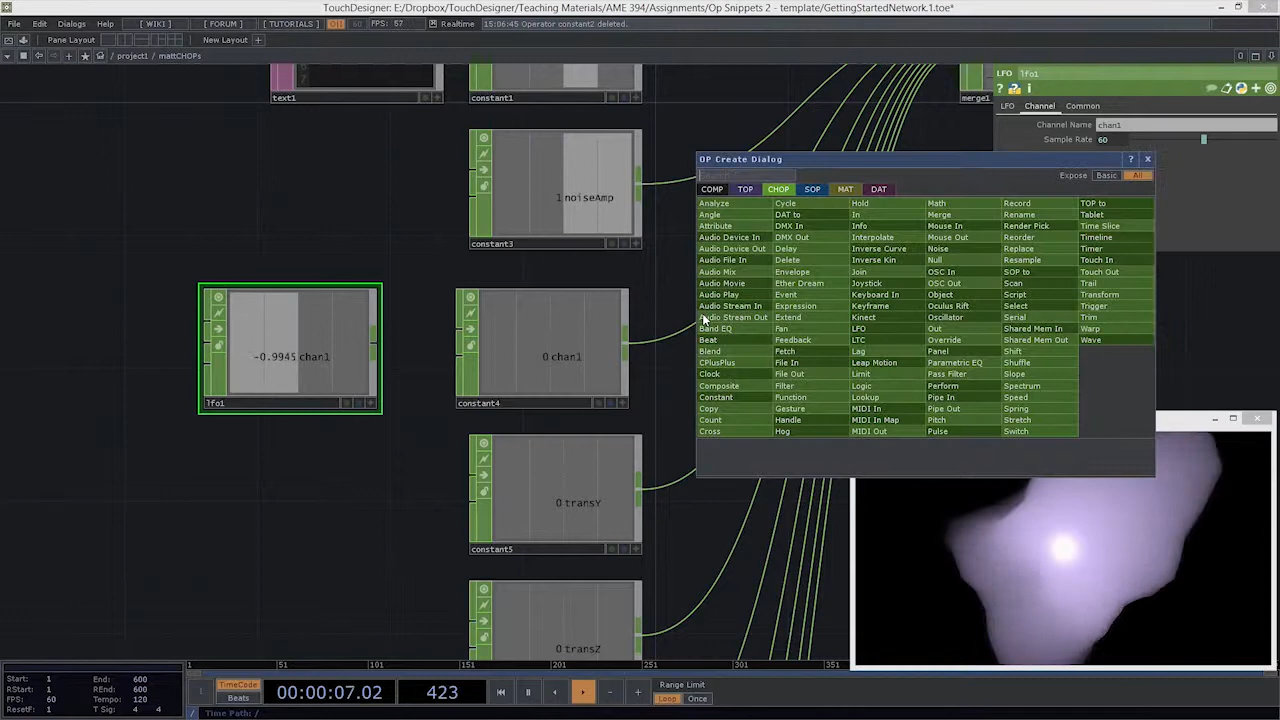 TouchDesigner: E:/Dropbox/TouchDesigner/Teaching Materials/AME 394/Assignments/Op Snippets 2 - template/GettingStartedNetwork.1.toe*
File Edit Dialogs Help [ WIKI ] [ FORUM ] [ TUTORIALS ] O|I FPS: 57 Realtime 15:06:45 Operator constant2 deleted.
Pane Layout New Layout +
/ project1 / mattCHOPs
text1
constant1
merge1
LFO lfo1
? i
LFO Channel Common
Channel Name chan1
Sample Rate 60
1 noiseAmp
constant3
-0.9945 chan1
lfo1
0 chan1
constant4
0 transY
constant5
0 transZ
OP Create Dialog ? x
Expose Basic All
COMP TOP CHOP SOP MAT DAT
Analyze Cycle Hold Math Record TOP to
Angle DAT to In Merge Rename Tablet
Attribute DMX In Info Mouse In Render Pick Time Slice
Audio Device In DMX Out Interpolate Mouse Out Reorder Timeline
Audio Device Out Delay Inverse Curve Noise Replace Timer
Audio File In Delete Inverse Kin Null Resample Touch In
Audio Mix Envelope Join OSC In SOP to Touch Out
Audio Movie Ether Dream Joystick OSC Out Scan Trail
Audio Play Event Keyboard In Object Script Transform
Audio Stream In Expression Keyframe Oculus Rift Select Trigger
Audio Stream Out Extend Kinect Oscillator Serial Trim
Band EQ Fan LFO Out Shared Mem In Warp
Beat Feedback LTC Override Shared Mem Out Wave
Blend Fetch Lag Panel Shift
CPlusPlus File In Leap Motion Parametric EQ Shuffle
Clock File Out Limit Pass Filter Slope
Composite Filter Logic Perform Spectrum
Constant Function Lookup Pipe In Speed
Copy Gesture MIDI In Pipe Out Spring
Count Handle MIDI In Map Pitch Stretch
Cross Hog MIDI Out Pulse Switch
1 51 101 151 201 251 301 351
Start: 1 End: 600
RStart: 1 REnd: 600
FPS: 60 Tempo: 120
ResetF: 1 T Sig: 4 4
TimeCode
Beats
00:00:07.02 423
Range Limit
Loop Once
/ Time Path: /